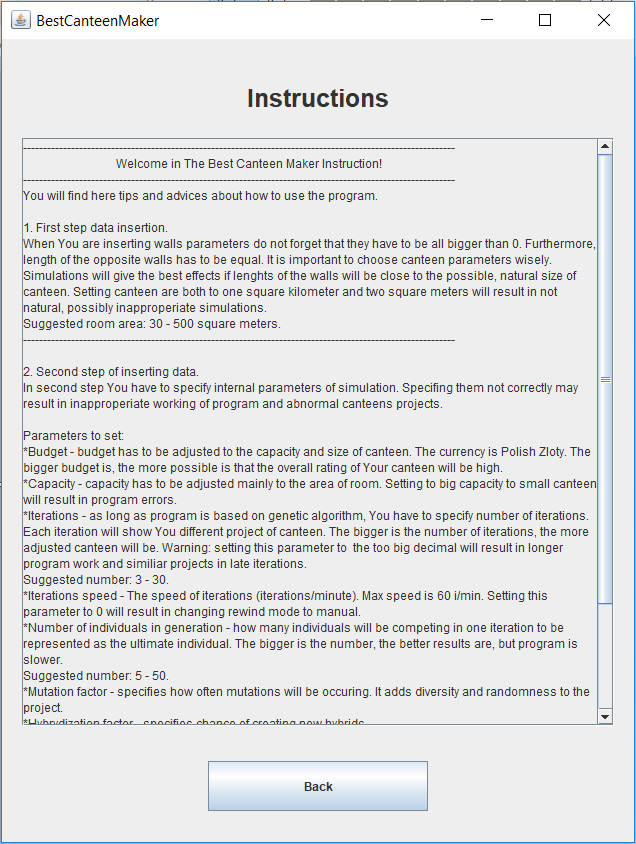 BestCanteenMaker
Instructions
--------------------------------------------------------------------------------------------------------------
Welcome in The Best Canteen Maker Instruction!
--------------------------------------------------------------------------------------------------------------
You will find here tips and advices about how to use the program.
1. First step data insertion.
When You are inserting walls parameters do not forget that they have to be all bigger than 0. Furthermore,
length of the opposite walls has to be equal. It is important to choose canteen parameters wisely.
Simulations will give the best effects if lenghts of the walls will be close to the possible, natural size of
canteen. Setting canteen are both to one square kilometer and two square meters will result in not
natural, possibly inapproperiate simulations.
Suggested room area: 30 - 500 square meters.
--------------------------------------------------------------------------------------------------------------
2. Second step of inserting data.
In second step You have to specify internal parameters of simulation. Specifing them not correctly may
result in inapproperiate working of program and abnormal canteens projects.
Parameters to set:
*Budget - budget has to be adjusted to the capacity and size of canteen. The currency is Polish Zloty. The
bigger budget is, the more possible is that the overall rating of Your canteen will be high.
*Capacity - capacity has to be adjusted mainly to the area of room. Setting to big capacity to small canteen
will result in program errors.
*Iterations - as long as program is based on genetic algorithm, You have to specify number of iterations.
Each iteration will show You different project of canteen. The bigger is the number of iterations, the more
adjusted canteen will be. Warning: setting this parameter to  the too big decimal will result in longer
program work and similiar projects in late iterations.
Suggested number: 3 - 30.
*Iterations speed - The speed of iterations (iterations/minute). Max speed is 60 i/min. Setting this
parameter to 0 will result in changing rewind mode to manual.
*Number of individuals in generation - how many individuals will be competing in one iteration to be
represented as the ultimate individual. The bigger is the number, the better results are, but program is
slower.
Suggested number: 5 - 50.
*Mutation factor - specifies how often mutations will be occuring. It adds diversity and randomness to the
project.
*Hybrydization factor - specifies chance of creating new hybrids.
Back